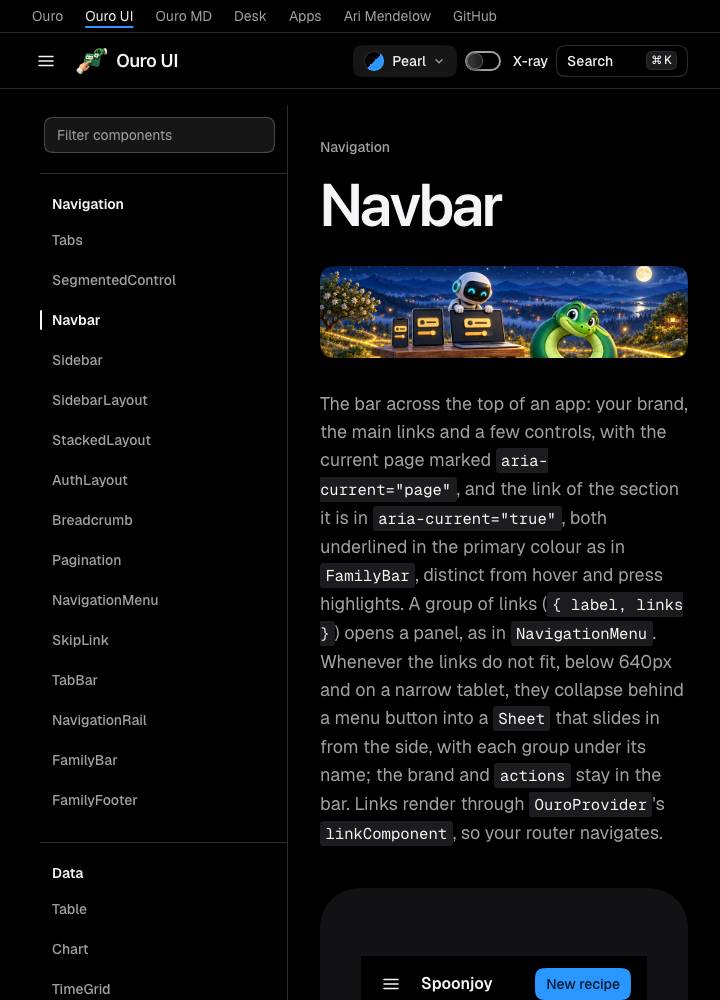 Ouro Ouro UI Ouro MD Desk Apps Ari Mendelow GitHub
Ouro UI Pearl X-ray Search ⌘ K
Filter components
Navigation
Tabs
SegmentedControl
Navbar
Sidebar
SidebarLayout
StackedLayout
AuthLayout
Breadcrumb
Pagination
NavigationMenu
SkipLink
TabBar
NavigationRail
FamilyBar
FamilyFooter
Data
Table
Chart
TimeGrid
Navigation
Navbar
The bar across the top of an app: your brand,
the main links and a few controls, with the
current page marked aria-
current="page", and the link of the section
it is in aria-current="true", both
underlined in the primary colour as in
FamilyBar, distinct from hover and press
highlights. A group of links ({ label, links
}) opens a panel, as in NavigationMenu.
Whenever the links do not fit, below 640px
and on a narrow tablet, they collapse behind
a menu button into a Sheet that slides in
from the side, with each group under its
name; the brand and actions stay in the
bar. Links render through OuroProvider's
linkComponent, so your router navigates.
Spoonjoy New recipe